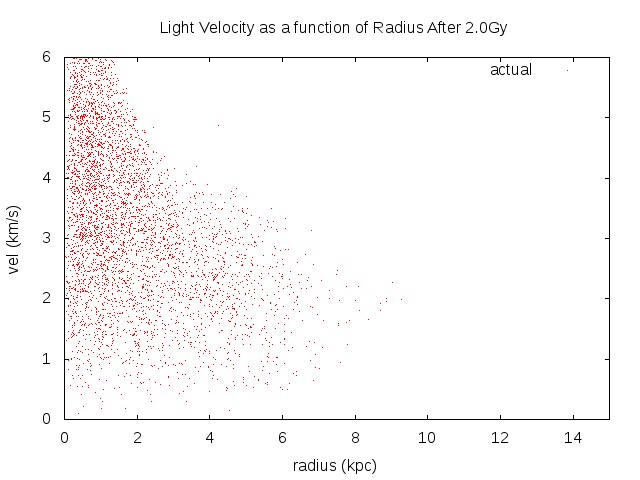 Light Velocity as a function of Radius After 2.0Gy
actual
6
5
4
3
2
1
0
vel (km/s)
0 2 4 6 8 10 12 14
radius (kpc)